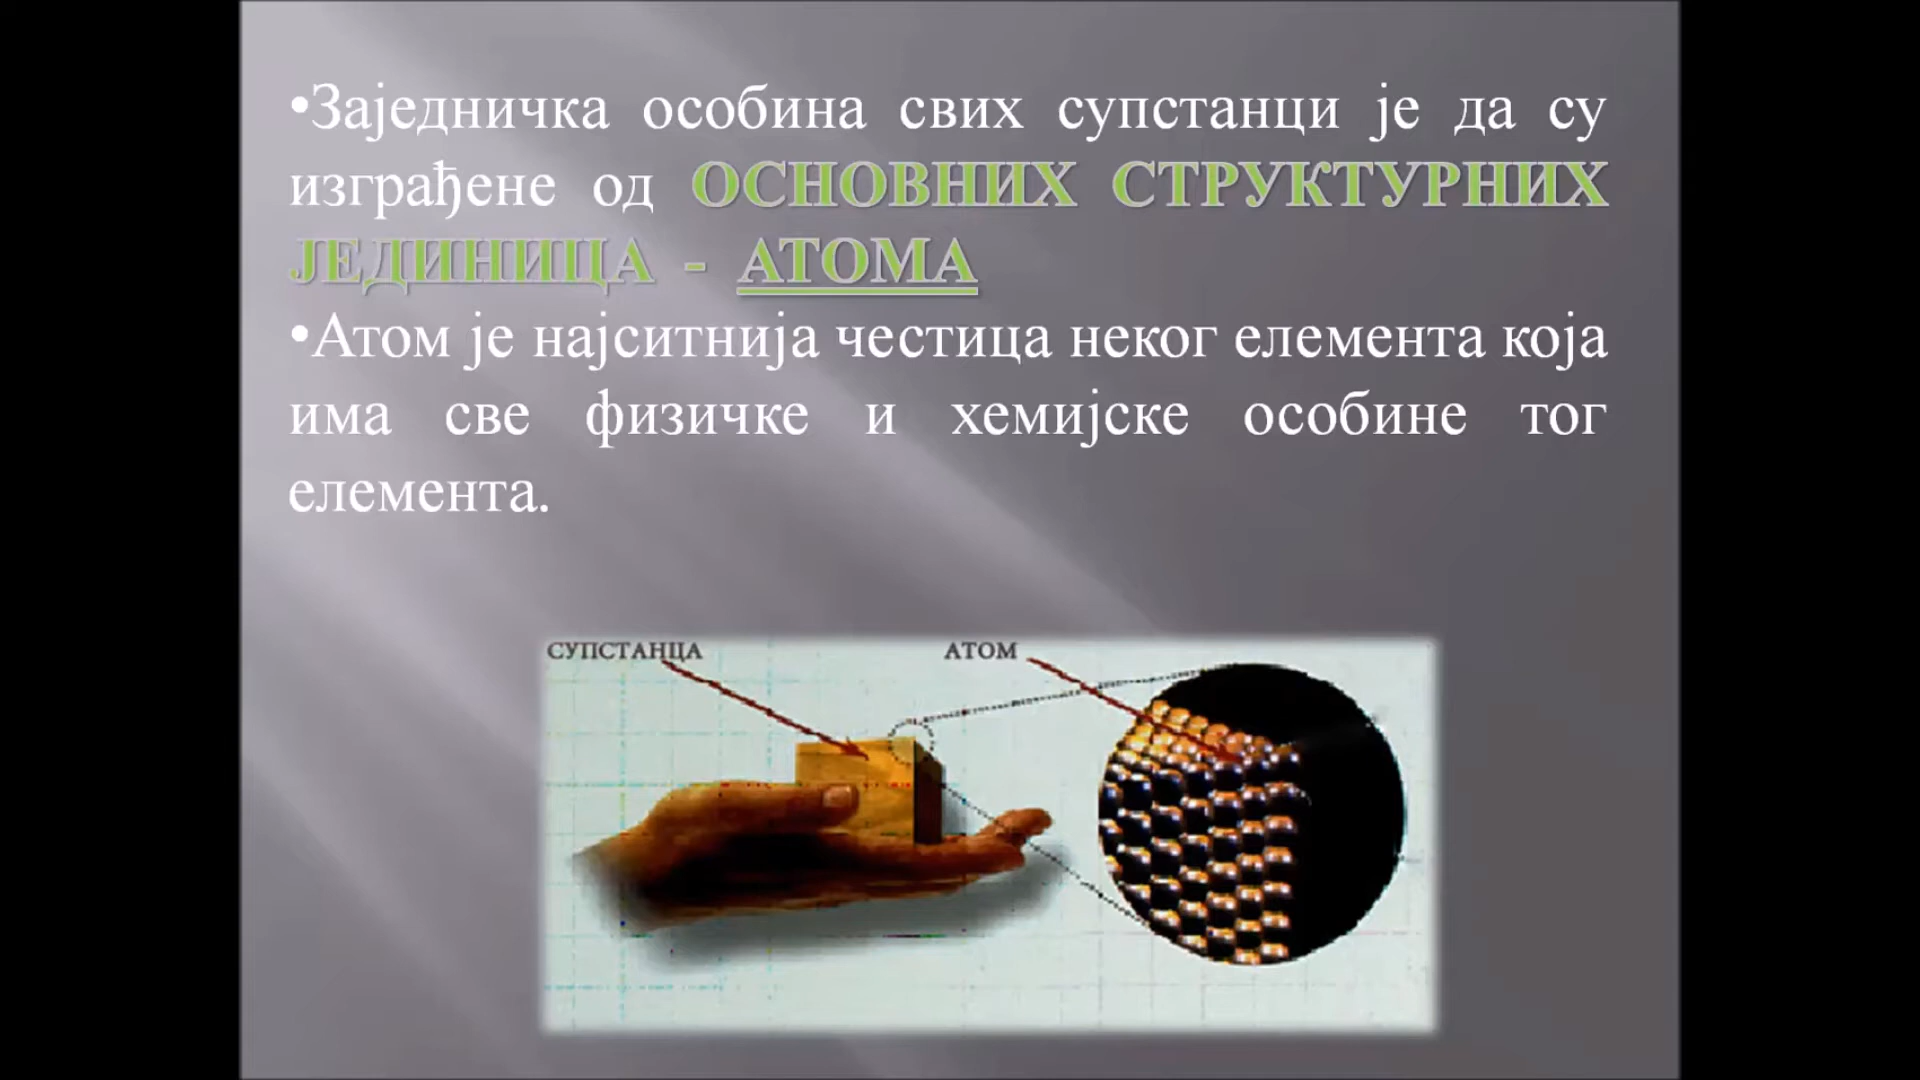 •Заједничка особина свих супстанци је да су
изграђене од ОСНОВНИХ СТРУКТУРНИХ
ЈЕДИНИЦА - АТОМА
•Атом је најситнија честица неког елемента која
има све физичке и хемијске особине тог
елемента.
СУПСТАНЦА
АТОМ